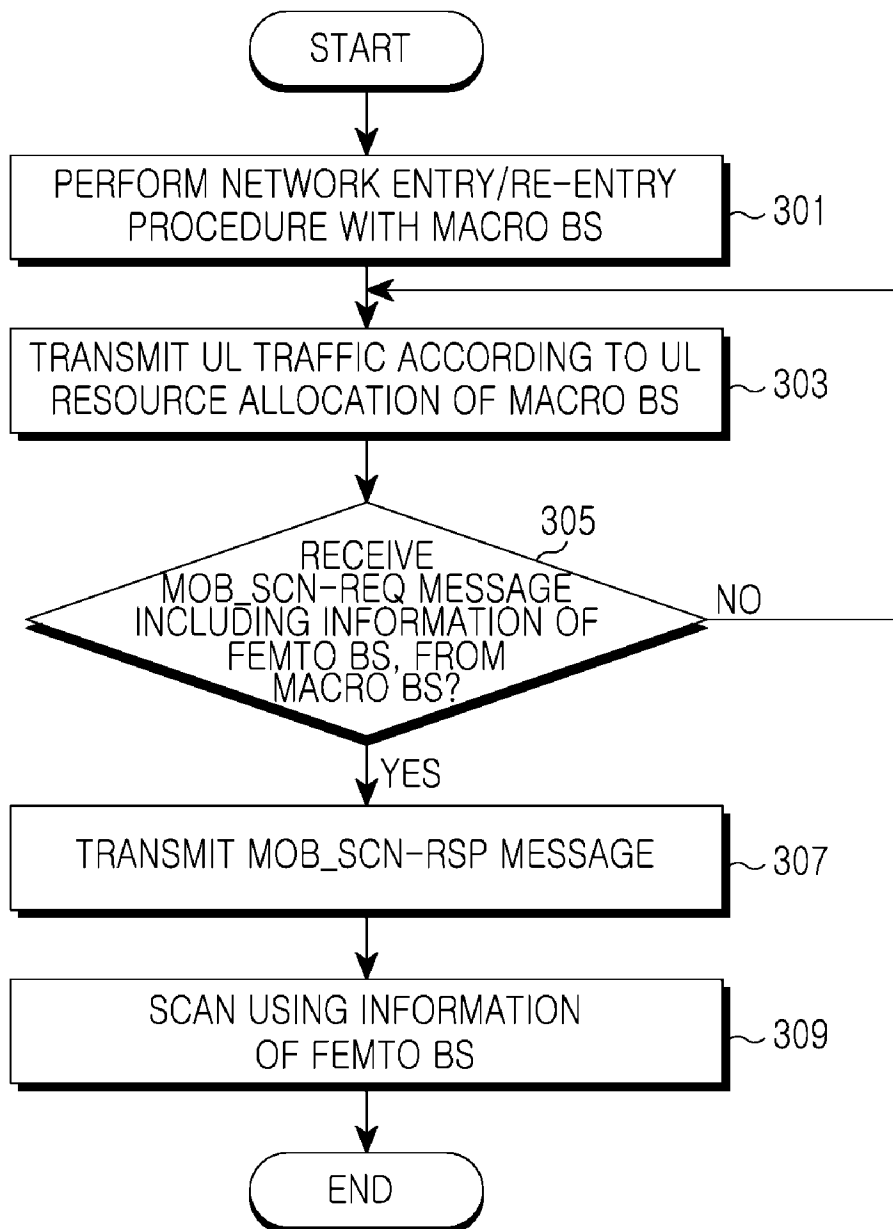 START
PERFORM NETWORK ENTRY/RE-ENTRY
PROCEDURE WITH MACRO BS
301
TRANSMIT UL TRAFFIC ACCORDING TO UL
RESOURCE ALLOCATION OF MACRO BS
303
305
RECEIVE
MOB_SCN-REQ MESSAGE
INCLUDING INFORMATION OF
FEMTO BS, FROM
MACRO BS?
NO
YES
TRANSMIT MOB_SCN-RSP MESSAGE
307
SCAN USING INFORMATION
OF FEMTO BS
309
END